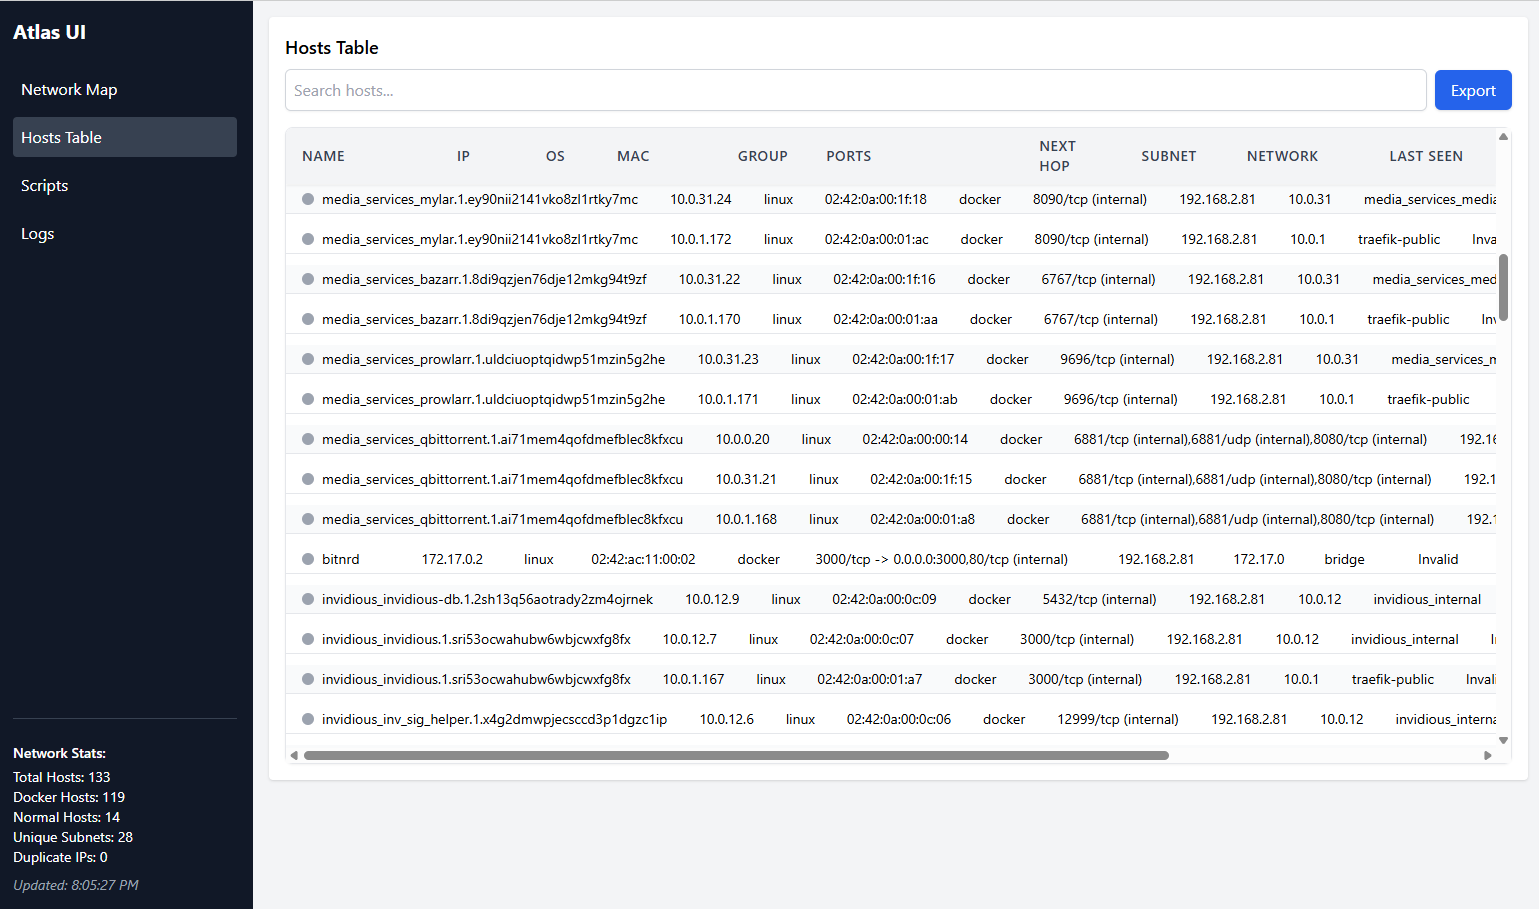 Atlas UI
Network Map
Hosts Table
Scripts
Logs
Network Stats:
Total Hosts: 133
Docker Hosts: 119
Normal Hosts: 14
Unique Subnets: 28
Duplicate IPs: 0
Updated: 8:05:27 PM
Hosts Table
Search hosts...
Export
NAME IP OS MAC GROUP PORTS NEXT HOP SUBNET NETWORK LAST SEEN
media_services_mylar.1.ey90nii2141vko8zl1rtky7mc 10.0.31.24 linux 02:42:0a:00:1f:18 docker 8090/tcp (internal) 192.168.2.81 10.0.31 media_services_media
media_services_mylar.1.ey90nii2141vko8zl1rtky7mc 10.0.1.172 linux 02:42:0a:00:01:ac docker 8090/tcp (internal) 192.168.2.81 10.0.1 traefik-public Inva
media_services_bazarr.1.8di9qzjen76dje12mkg94t9zf 10.0.31.22 linux 02:42:0a:00:1f:16 docker 6767/tcp (internal) 192.168.2.81 10.0.31 media_services_med
media_services_bazarr.1.8di9qzjen76dje12mkg94t9zf 10.0.1.170 linux 02:42:0a:00:01:aa docker 6767/tcp (internal) 192.168.2.81 10.0.1 traefik-public Inv
media_services_prowlarr.1.uldciuoptqidwp51mzin5g2he 10.0.31.23 linux 02:42:0a:00:1f:17 docker 9696/tcp (internal) 192.168.2.81 10.0.31 media_services_m
media_services_prowlarr.1.uldciuoptqidwp51mzin5g2he 10.0.1.171 linux 02:42:0a:00:01:ab docker 9696/tcp (internal) 192.168.2.81 10.0.1 traefik-public
media_services_qbittorrent.1.ai71mem4qofdmefblec8kfxcu 10.0.0.20 linux 02:42:0a:00:00:14 docker 6881/tcp (internal),6881/udp (internal),8080/tcp (internal) 192.16
media_services_qbittorrent.1.ai71mem4qofdmefblec8kfxcu 10.0.31.21 linux 02:42:0a:00:1f:15 docker 6881/tcp (internal),6881/udp (internal),8080/tcp (internal) 192.1
media_services_qbittorrent.1.ai71mem4qofdmefblec8kfxcu 10.0.1.168 linux 02:42:0a:00:01:a8 docker 6881/tcp (internal),6881/udp (internal),8080/tcp (internal) 192.1
bitnrd 172.17.0.2 linux 02:42:ac:11:00:02 docker 3000/tcp -> 0.0.0.0:3000,80/tcp (internal) 192.168.2.81 172.17.0 bridge Invalid
invidious_invidious-db.1.2sh13q56aotrady2zm4ojrnek 10.0.12.9 linux 02:42:0a:00:0c:09 docker 5432/tcp (internal) 192.168.2.81 10.0.12 invidious_internal
invidious_invidious.1.sri53ocwahubw6wbjcwxfg8fx 10.0.12.7 linux 02:42:0a:00:0c:07 docker 3000/tcp (internal) 192.168.2.81 10.0.12 invidious_internal
invidious_invidious.1.sri53ocwahubw6wbjcwxfg8fx 10.0.1.167 linux 02:42:0a:00:01:a7 docker 3000/tcp (internal) 192.168.2.81 10.0.1 traefik-public Invali
invidious_inv_sig_helper.1.x4g2dmwpjecsccd3p1dgzc1ip 10.0.12.6 linux 02:42:0a:00:0c:06 docker 12999/tcp (internal) 192.168.2.81 10.0.12 invidious_interna